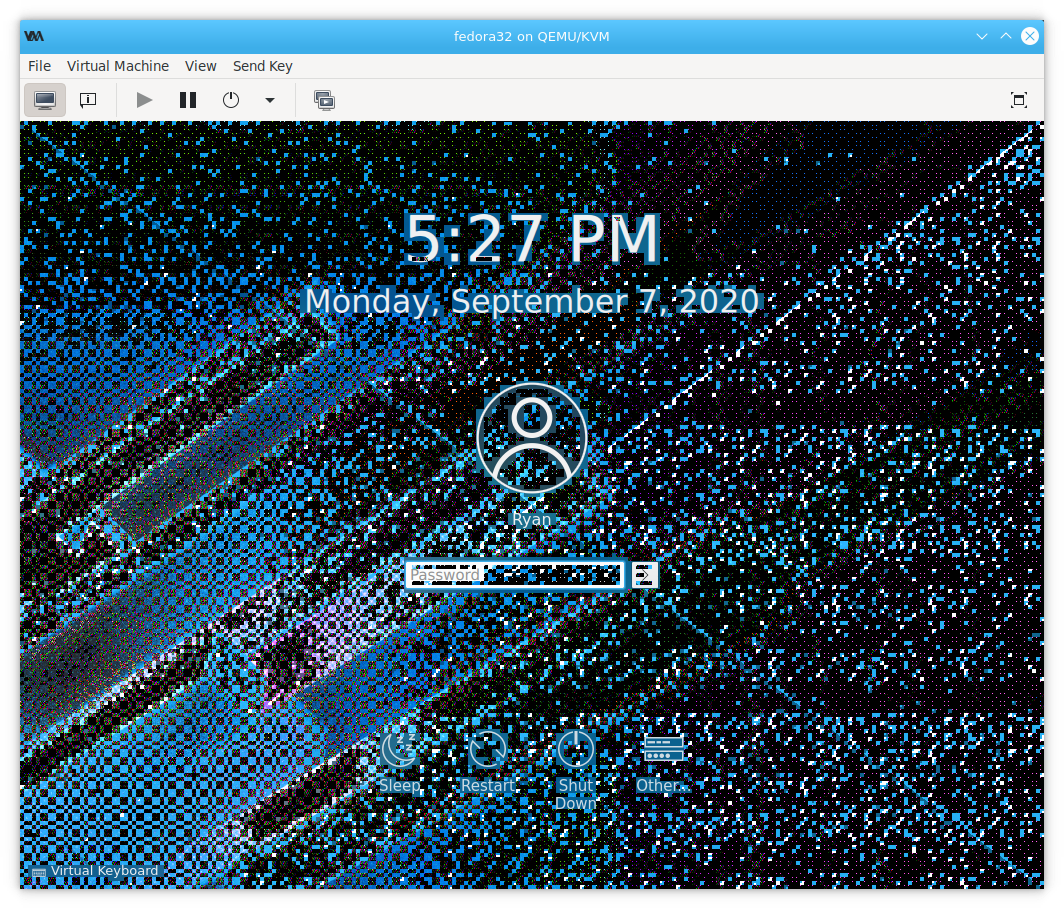 fedora32 on QEMU/KVM
File Virtual Machine View Send Key
5:27 PM
Monday, September 7, 2020
Ryan
Password
Sleep Restart Shut Down Other...
Virtual Keyboard